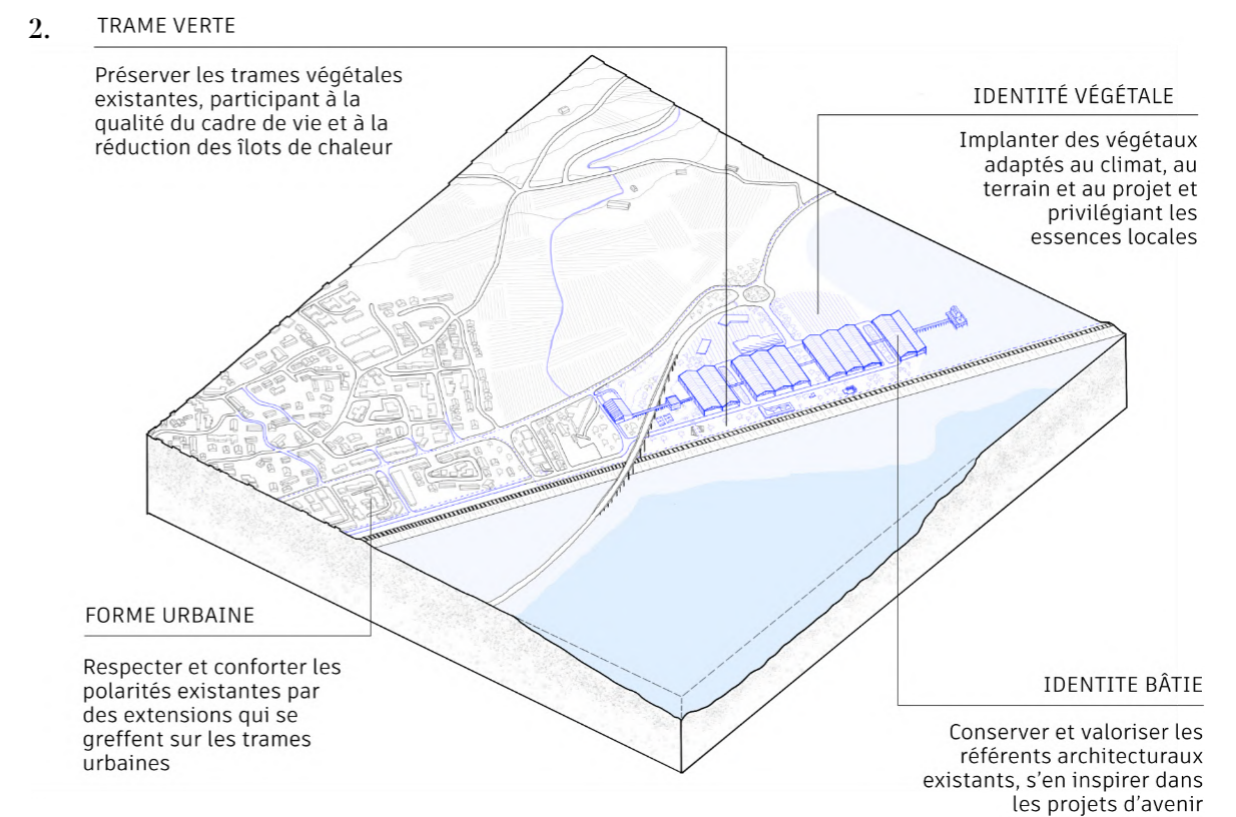 2.
TRAME VERTE
Préserver les trames végétales
existantes, participant à la
qualité du cadre de vie et à la
réduction des îlots de chaleur
IDENTITÉ VÉGÉTALE
Implanter des végétaux
adaptés au climat, au
terrain et au projet et
privilégiant les
essences locales
FORME URBAINE
Respecter et conforter les
polarités existantes par
des extensions qui se
greffent sur les trames
urbaines
IDENTITE BÂTIE
Conserver et valoriser les
référents architecturaux
existants, s’en inspirer dans
les projets d’avenir